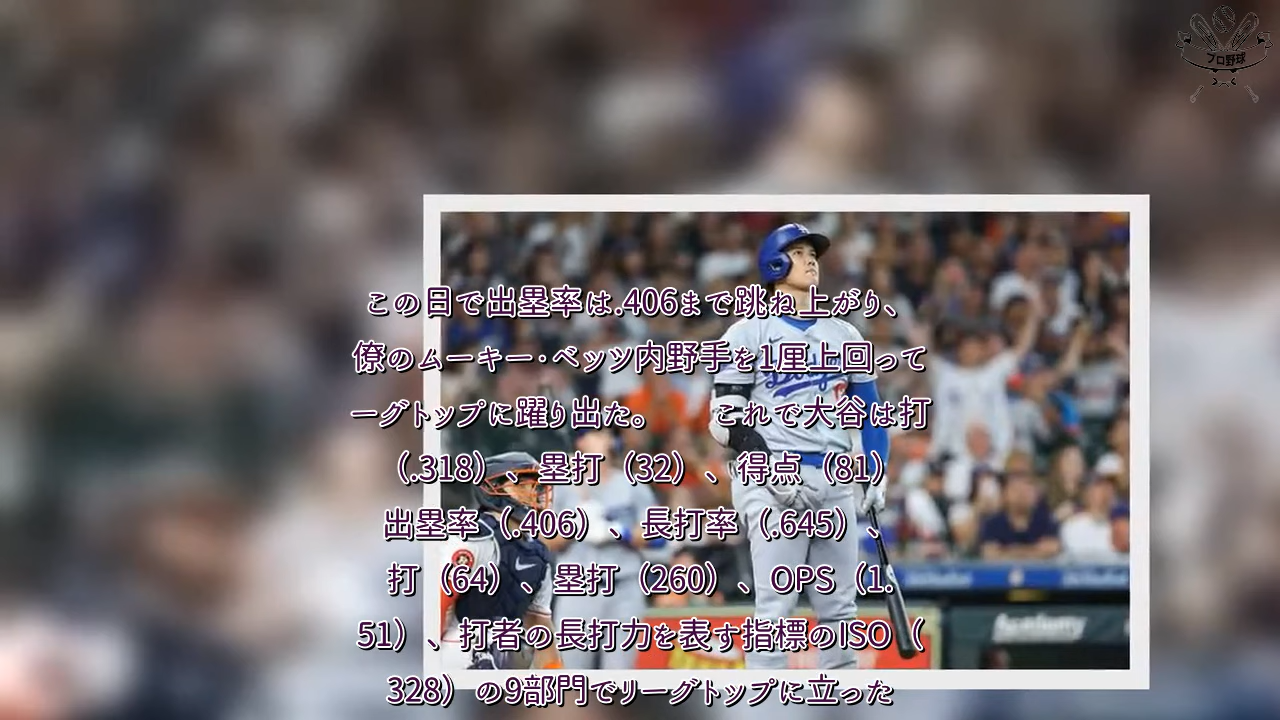 プロ野球
この日で出塁率は.406まで跳ね上がり、
僚のムーキー・ベッツ内野手を1厘上回って
ーグトップに躍り出た。　　これで大谷は打
（.318）、塁打（32）、得点（81）
出塁率（.406）、長打率（.645）、
打（64）、塁打（260）、OPS（1.
51）、打者の長打力を表す指標のISO（
328）の9部門でリーグトップに立った
Dodgers
Academy